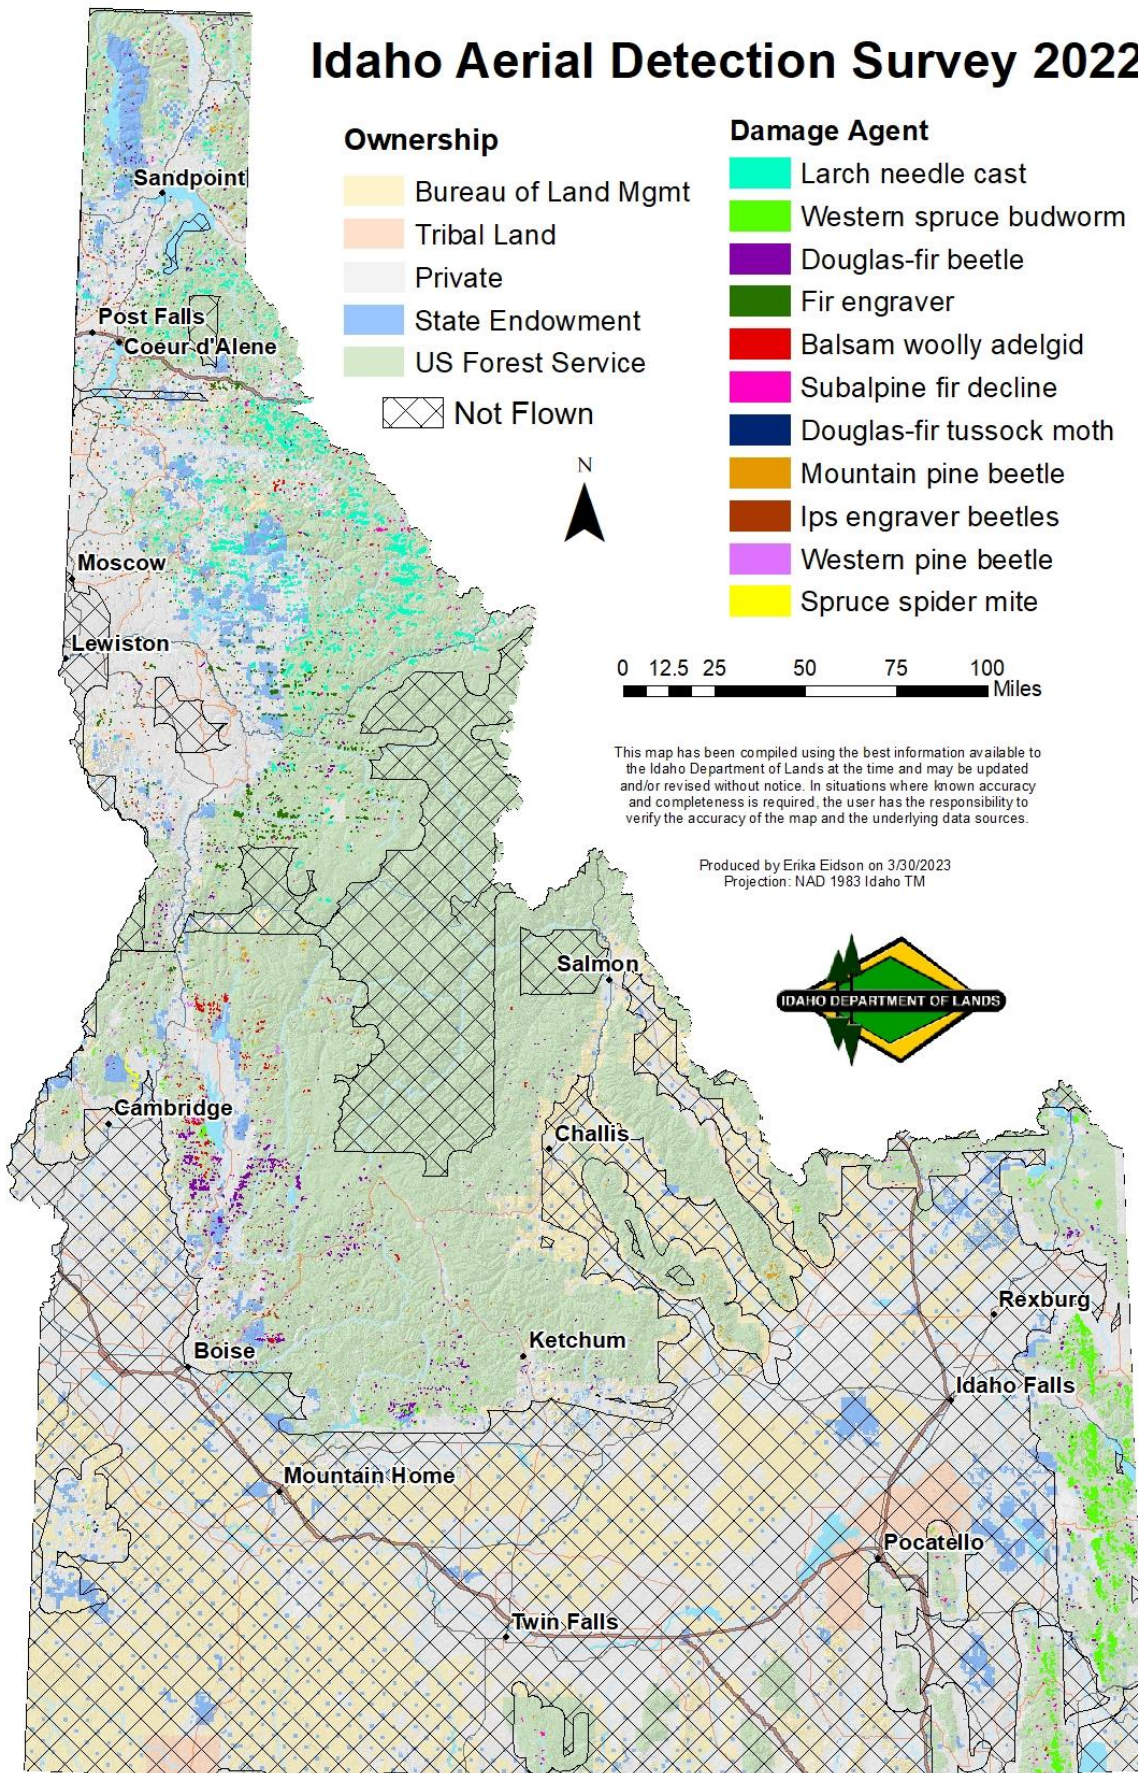 Idaho Aerial Detection Survey 2022
Ownership
Bureau of Land Mgmt
Tribal Land
Private
State Endowment
US Forest Service
Not Flown
Damage Agent
Larch needle cast
Western spruce budworm
Douglas-fir beetle
Fir engraver
Balsam woolly adelgid
Subalpine fir decline
Douglas-fir tussock moth
Mountain pine beetle
Ips engraver beetles
Western pine beetle
Spruce spider mite
N
0 12.5 25 50 75 100
Miles
This map has been compiled using the best information available to
the Idaho Department of Lands at the time and may be updated
and/or revised without notice. In situations where known accuracy
and completeness is required, the user has the responsibility to
verify the accuracy of the map and the underlying data sources.
Produced by Erika Eidson on 3/30/2023
Projection: NAD 1983 Idaho TM
IDAHO DEPARTMENT OF LANDS
Sandpoint
Post Falls
Coeur d'Alene
Moscow
Lewiston
Salmon
Cambridge
Challis
Rexburg
Boise
Ketchum
Idaho Falls
Mountain Home
Pocatello
Twin Falls